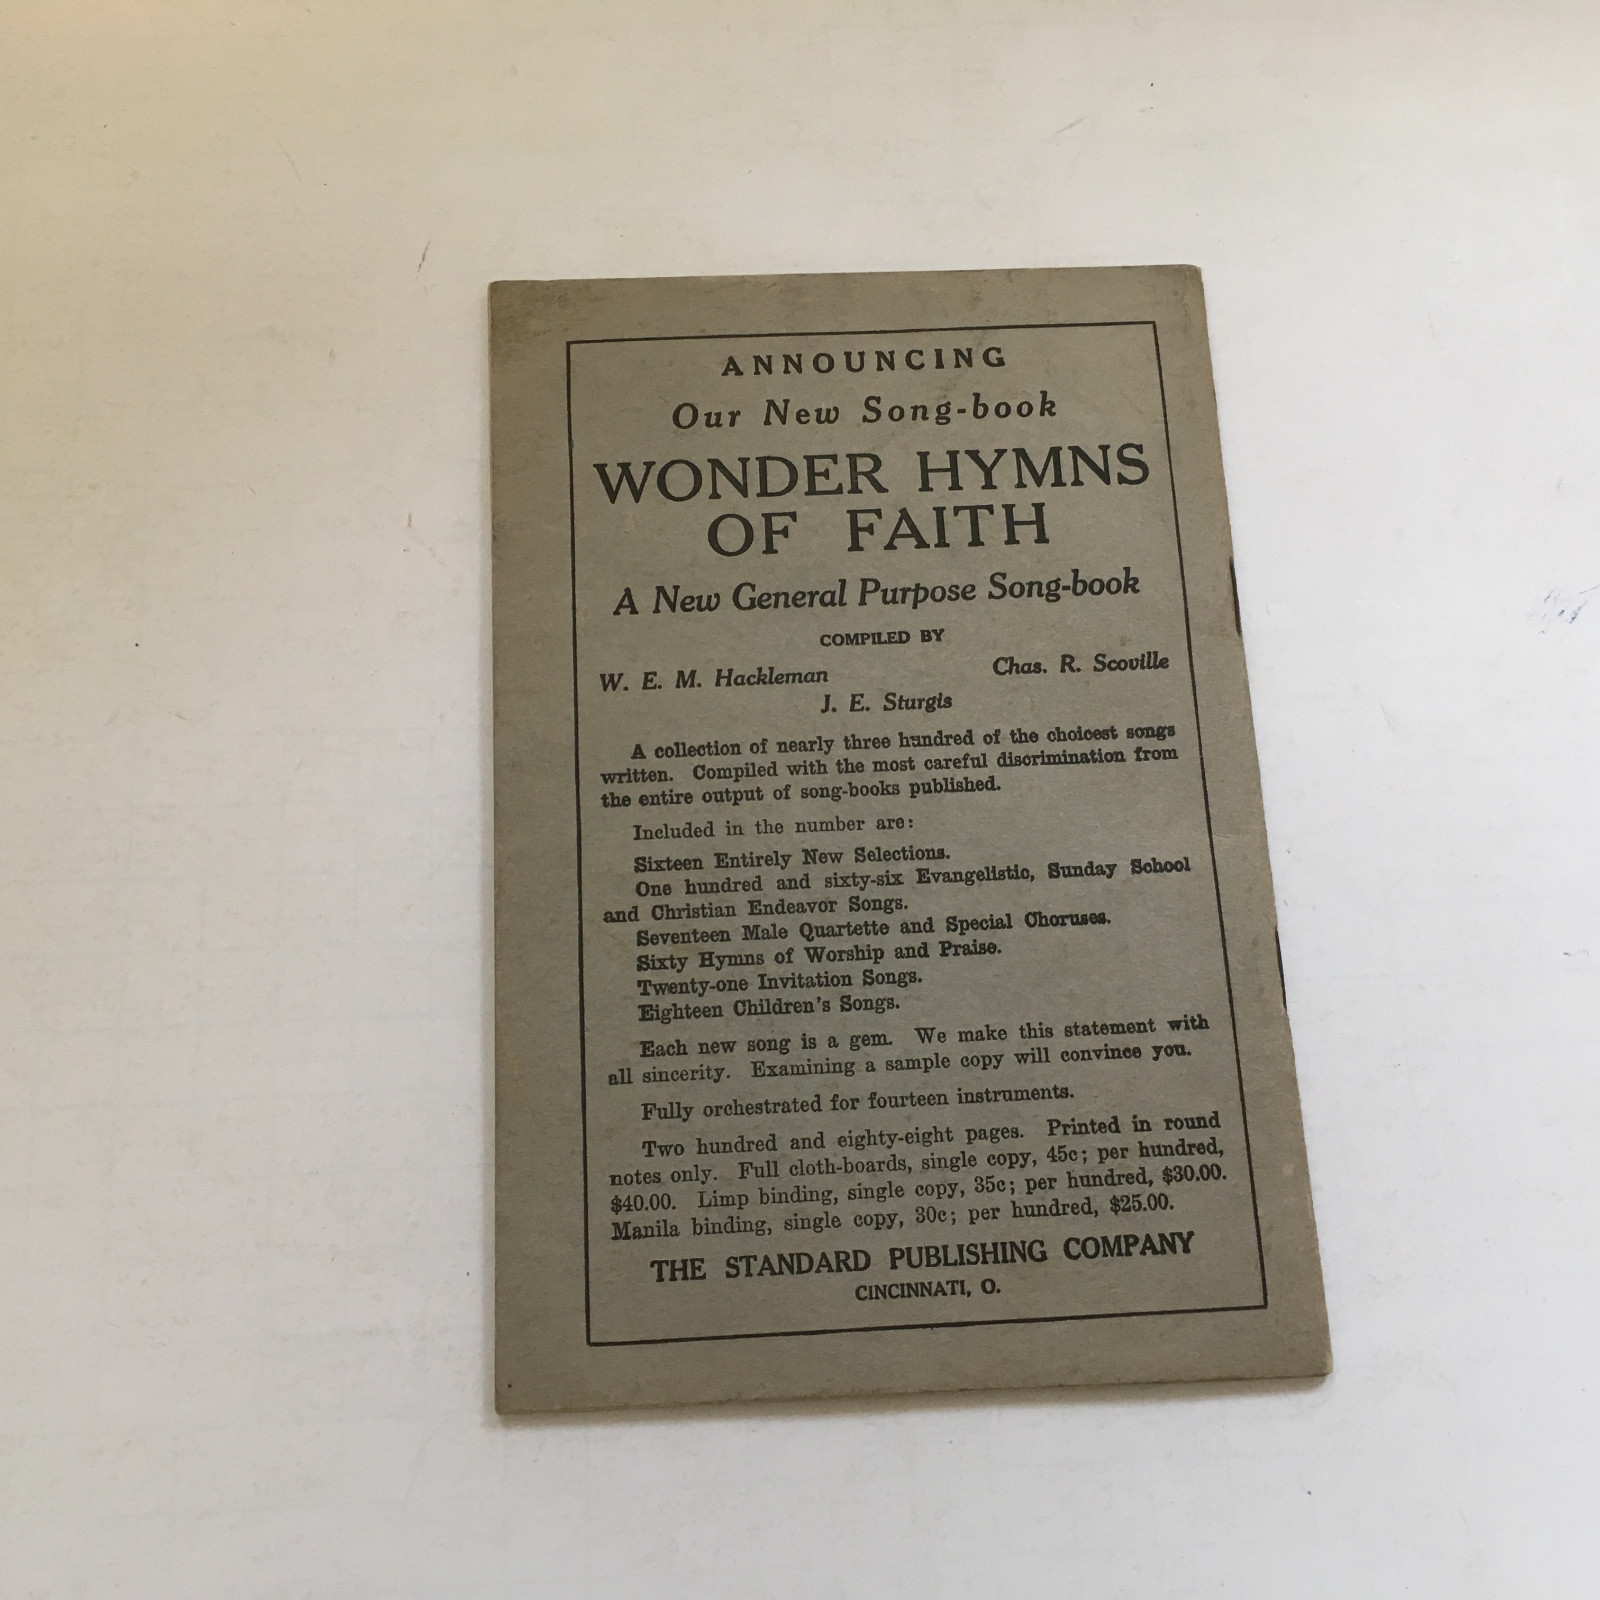 ANNOUNCING
Our New Song-book
WONDER HYMNS
OF FAITH
A New General Purpose Song-book
COMPILED BY
W. E. M. Hackleman Chas. R. Scoville
J. E. Sturgis
A collection of nearly three hundred of the choicest songs
written. Compiled with the most careful discrimination from
the entire output of song-books published.
Included in the number are:
Sixteen Entirely New Selections.
One hundred and sixty-six Evangelistic, Sunday School
and Christian Endeavor Songs.
Seventeen Male Quartette and Special Choruses.
Sixty Hymns of Worship and Praise.
Twenty-one Invitation Songs.
Eighteen Children's Songs.
Each new song is a gem. We make this statement with
all sincerity. Examining a sample copy will convince you.
Fully orchestrated for fourteen instruments.
Two hundred and eighty-eight pages. Printed in round
notes only. Full cloth-boards, single copy, 45c; per hundred,
$40.00. Limp binding, single copy, 35c; per hundred, $30.00.
Manila binding, single copy, 30c; per hundred, $25.00.
THE STANDARD PUBLISHING COMPANY
CINCINNATI, O.